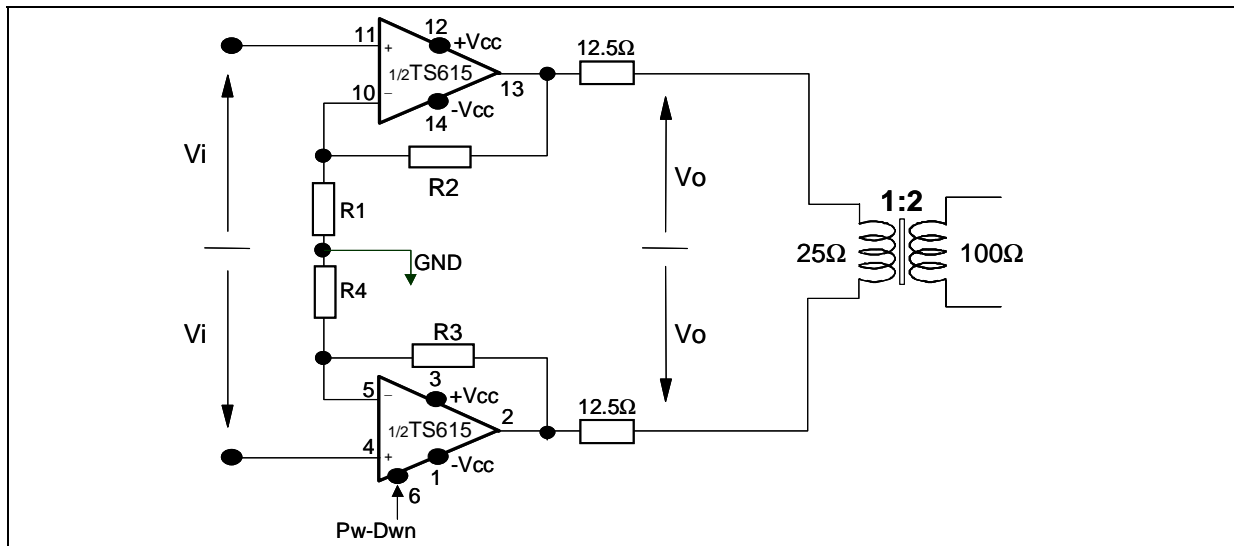 12
11
+Vcc
+
1/2TS615
13
12.5Ω
10
−
-Vcc
14
Vi
R2
Vo
R1
1:2
GND
25Ω
100Ω
R4
Vi
R3
Vo
3
5
−
+Vcc
2
12.5Ω
1/2TS615
4
+
-Vcc
1
6
Pw-Dwn